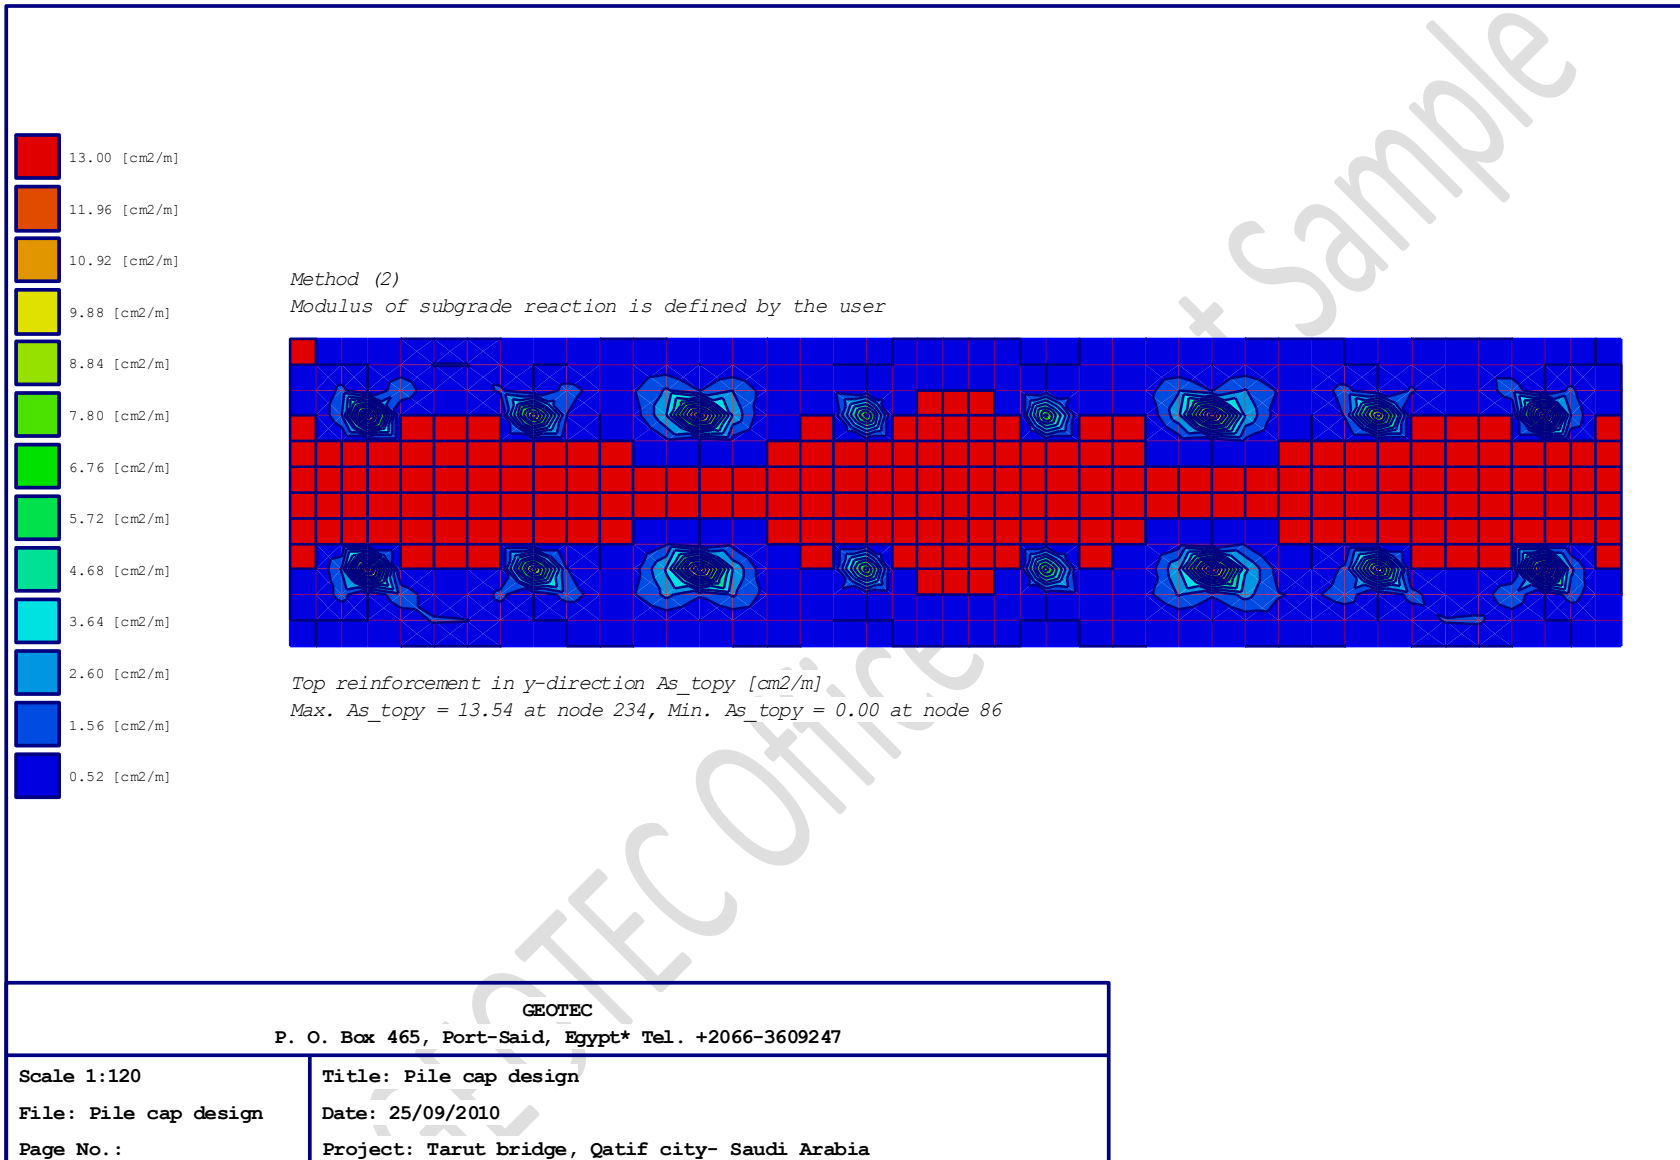 13.00 [cm2/m]
11.96 [cm2/m]
10.92 [cm2/m]
9.88 [cm2/m]
8.84 [cm2/m]
7.80 [cm2/m]
6.76 [cm2/m]
5.72 [cm2/m]
4.68 [cm2/m]
3.64 [cm2/m]
2.60 [cm2/m]
1.56 [cm2/m]
0.52 [cm2/m]
Method (2)
Modulus of subgrade reaction is defined by the user
Top reinforcement in y-direction As_topy [cm2/m]
Max. As_topy = 13.54 at node 234, Min. As_topy = 0.00 at node 86
GEOTEC
P. O. Box 465, Port-Said, Egypt* Tel. +2066-3609247
Scale 1:120
File: Pile cap design
Page No.:
Title: Pile cap design
Date: 25/09/2010
Project: Tarut bridge, Qatif city- Saudi Arabia
Sample